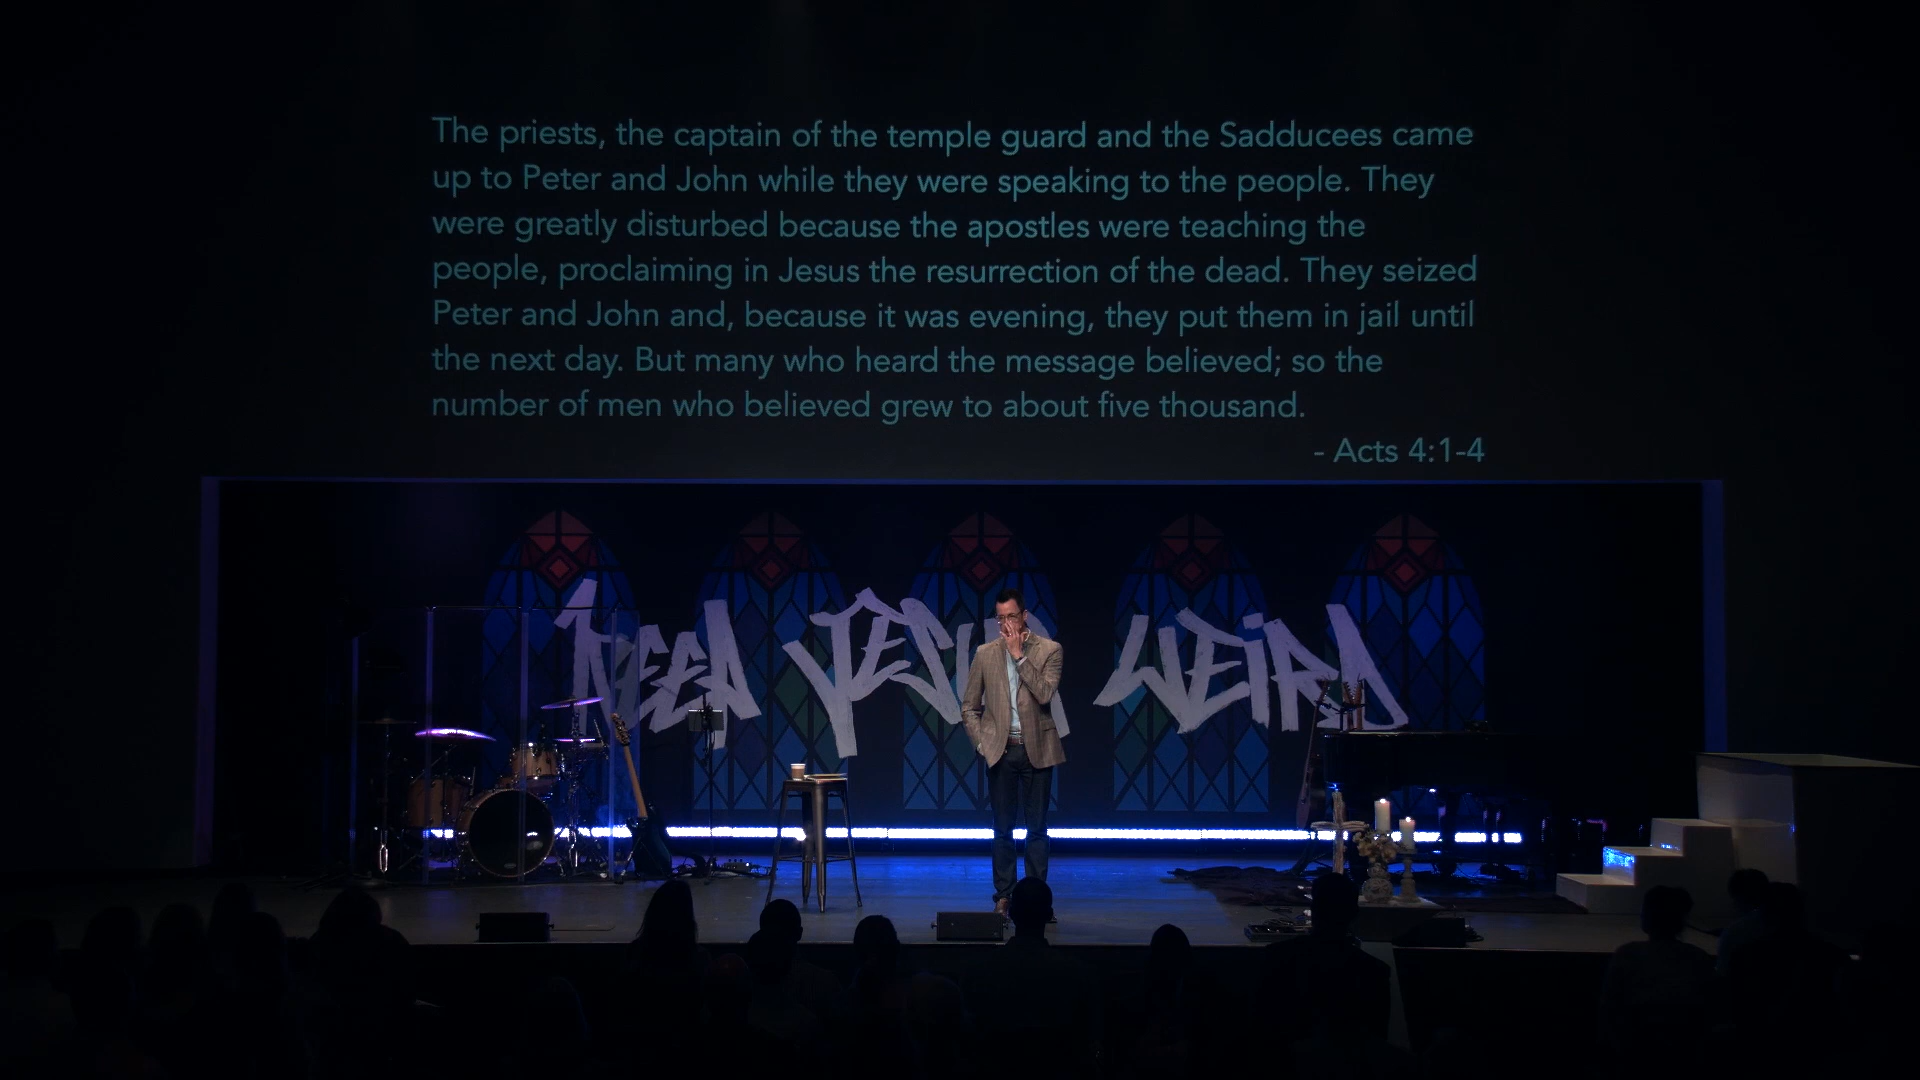 The priests, the captain of the temple guard and the Sadducees came
up to Peter and John while they were speaking to the people. They
were greatly disturbed because the apostles were teaching the
people, proclaiming in Jesus the resurrection of the dead. They seized
Peter and John and, because it was evening, they put them in jail until
the next day. But many who heard the message believed; so the
number of men who believed grew to about five thousand.
- Acts 4:1-4
WEIRD